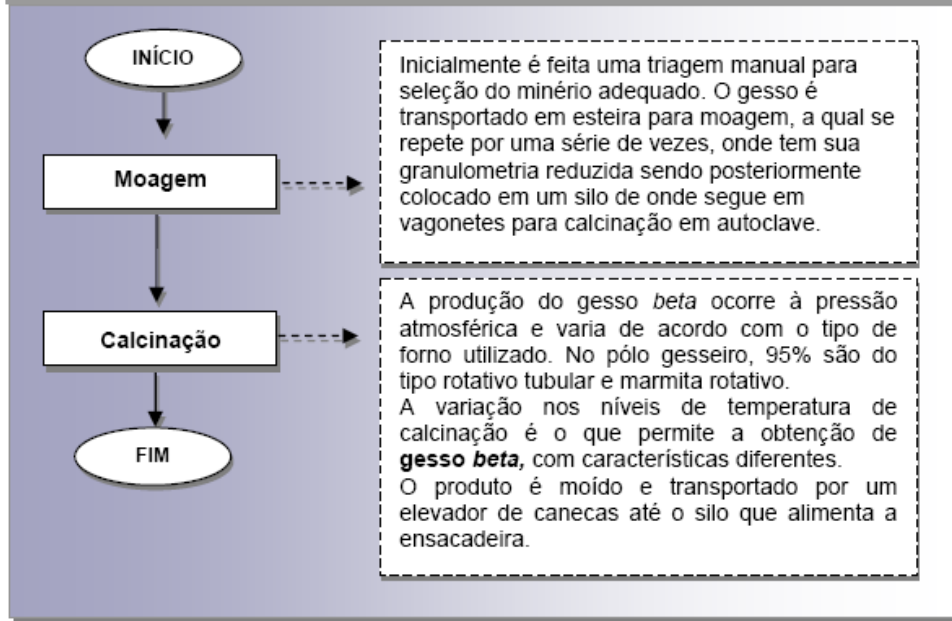 INÍCIO
Inicialmente é feita uma triagem manual para
seleção do minério adequado. O gesso é
transportado em esteira para moagem, a qual se
repete por uma série de vezes, onde tem sua
granulometria reduzida sendo posteriormente
colocado em um silo de onde segue em
vagonetes para calcinação em autoclave.
Moagem
A produção do gesso beta ocorre à pressão
atmosférica e varia de acordo com o tipo de
forno utilizado. No pólo gesseiro, 95% são do
tipo rotativo tubular e marmita rotativo.
A variação nos níveis de temperatura de
calcinação é o que permite a obtenção de
gesso beta, com características diferentes.
O produto é moído e transportado por um
elevador de canecas até o silo que alimenta a
ensacadeira.
Calcinação
FIM